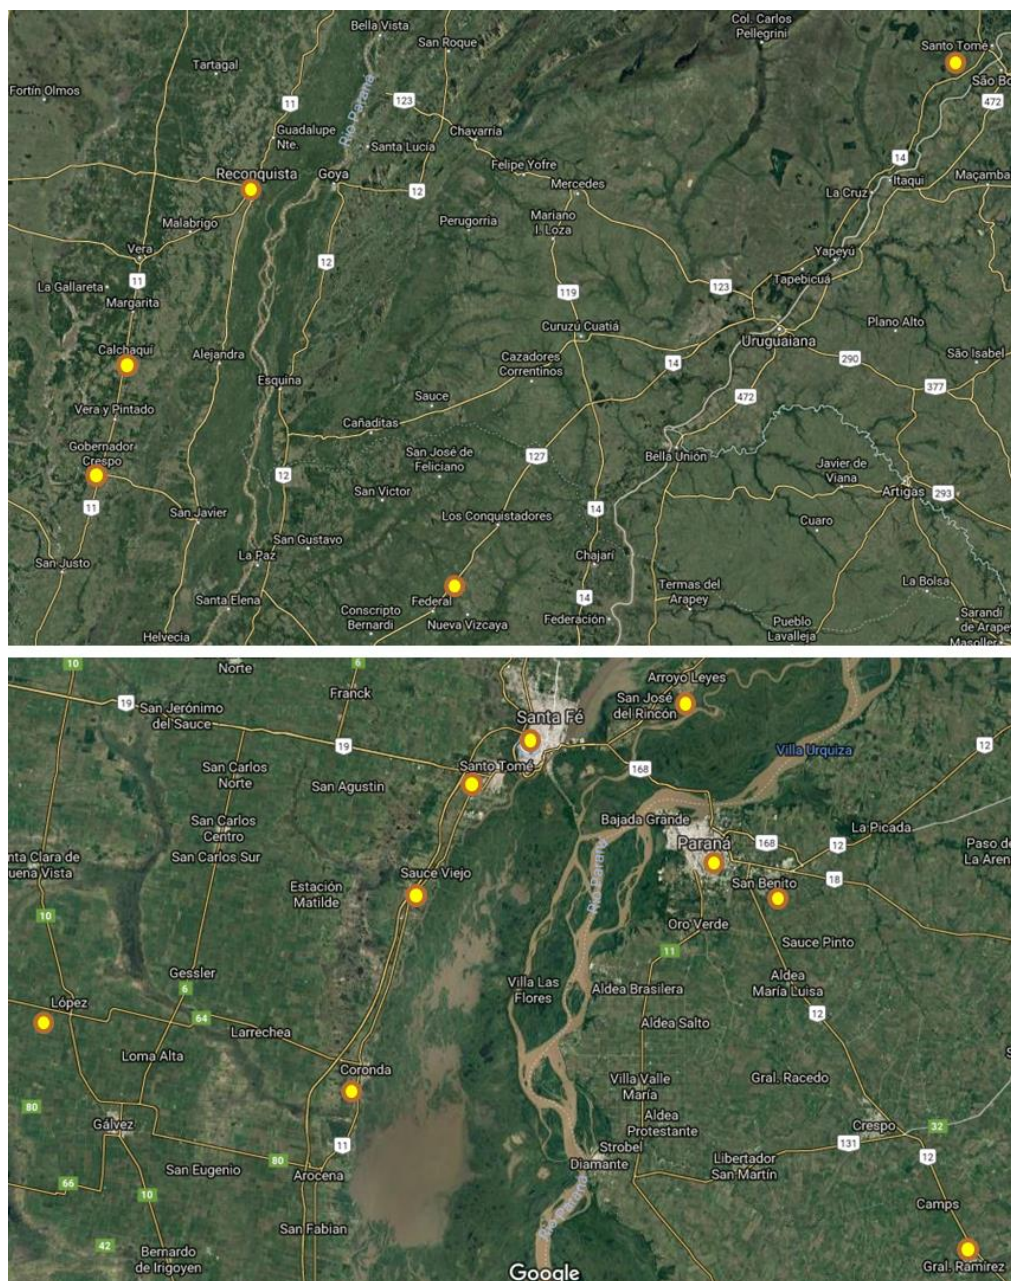 Bella Vista
Col. Carlos
Pellegrini
San Roque
Santo Tomé
Tartagal
São Bo
Fortín Olmos
Río Paraná
11
123
472
Guadalupe
Nte.
Chavarría
Santa Lucía
14
Felipe Yofre
Reconquista
Goya
12
Mercedes
Itaqui
Maçamba
La Cruz
Malabrigo
Perugorria
Mariano
I. Loza
Vera
12
Yapeyú
11
Tapebicuá
La Gallareta
Margarita
119
123
Curuzú Cuatiá
Plano Alto
Uruguaiana
Calchaquí
Alejandra
Cazadores
Correntinos
14
290
São Isabel
Esquina
377
Sauce
472
Vera y Pintado
Cañaditas
Gobernador
Crespo
San José de
Feliciano
127
Bella Unión
Javier de
Viana
12
Artigas
293
San Victor
11
San Javier
Los Conquistadores
14
Cuaro
San Gustavo
San Justo
La Paz
Chajarí
Termas del
Arapey
La Bolsa
Santa Elena
Conscripto
Bernardi
Federal
Nueva Vizcaya
14
Federación
Pueblo
Lavalleja
Sarandí
de Arapey
Helvecia
Masoller
10
Norte
6
Arroyo Leyes
Franck
San José
del Rincón
19
San Jerónimo
del Sauce
Santa Fé
19
Villa Urquiza
12
San Carlos
Norte
Santo Tomé
168
San Agustin
San Carlos
Centro
Bajada Grande
La Picada
Paraná
168
12
Paso de
La Aren
nta Clara de
uena Vista
San Carlos Sur
Sauce Viejo
Río Paraná
San Benito
18
Estación
Matilde
10
Oro Verde
11
Sauce Pinto
Gessler
6
Villa Las
Flores
Aldea Brasilera
Aldea
María Luisa
López
64
Larrechea
Aldea Salto
12
Loma Alta
Coronda
Villa Valle
María
Gral. Racedo
80
Gálvez
Aldea
Protestante
Crespo
32
11
Strobel
131
San Eugenio
80
Arocena
Diamante
Libertador
San Martín
12
66
10
Río Paraná
Camps
San Fabian
42
Bernardo
de Irigoyen
Google
Gral. Ramírez